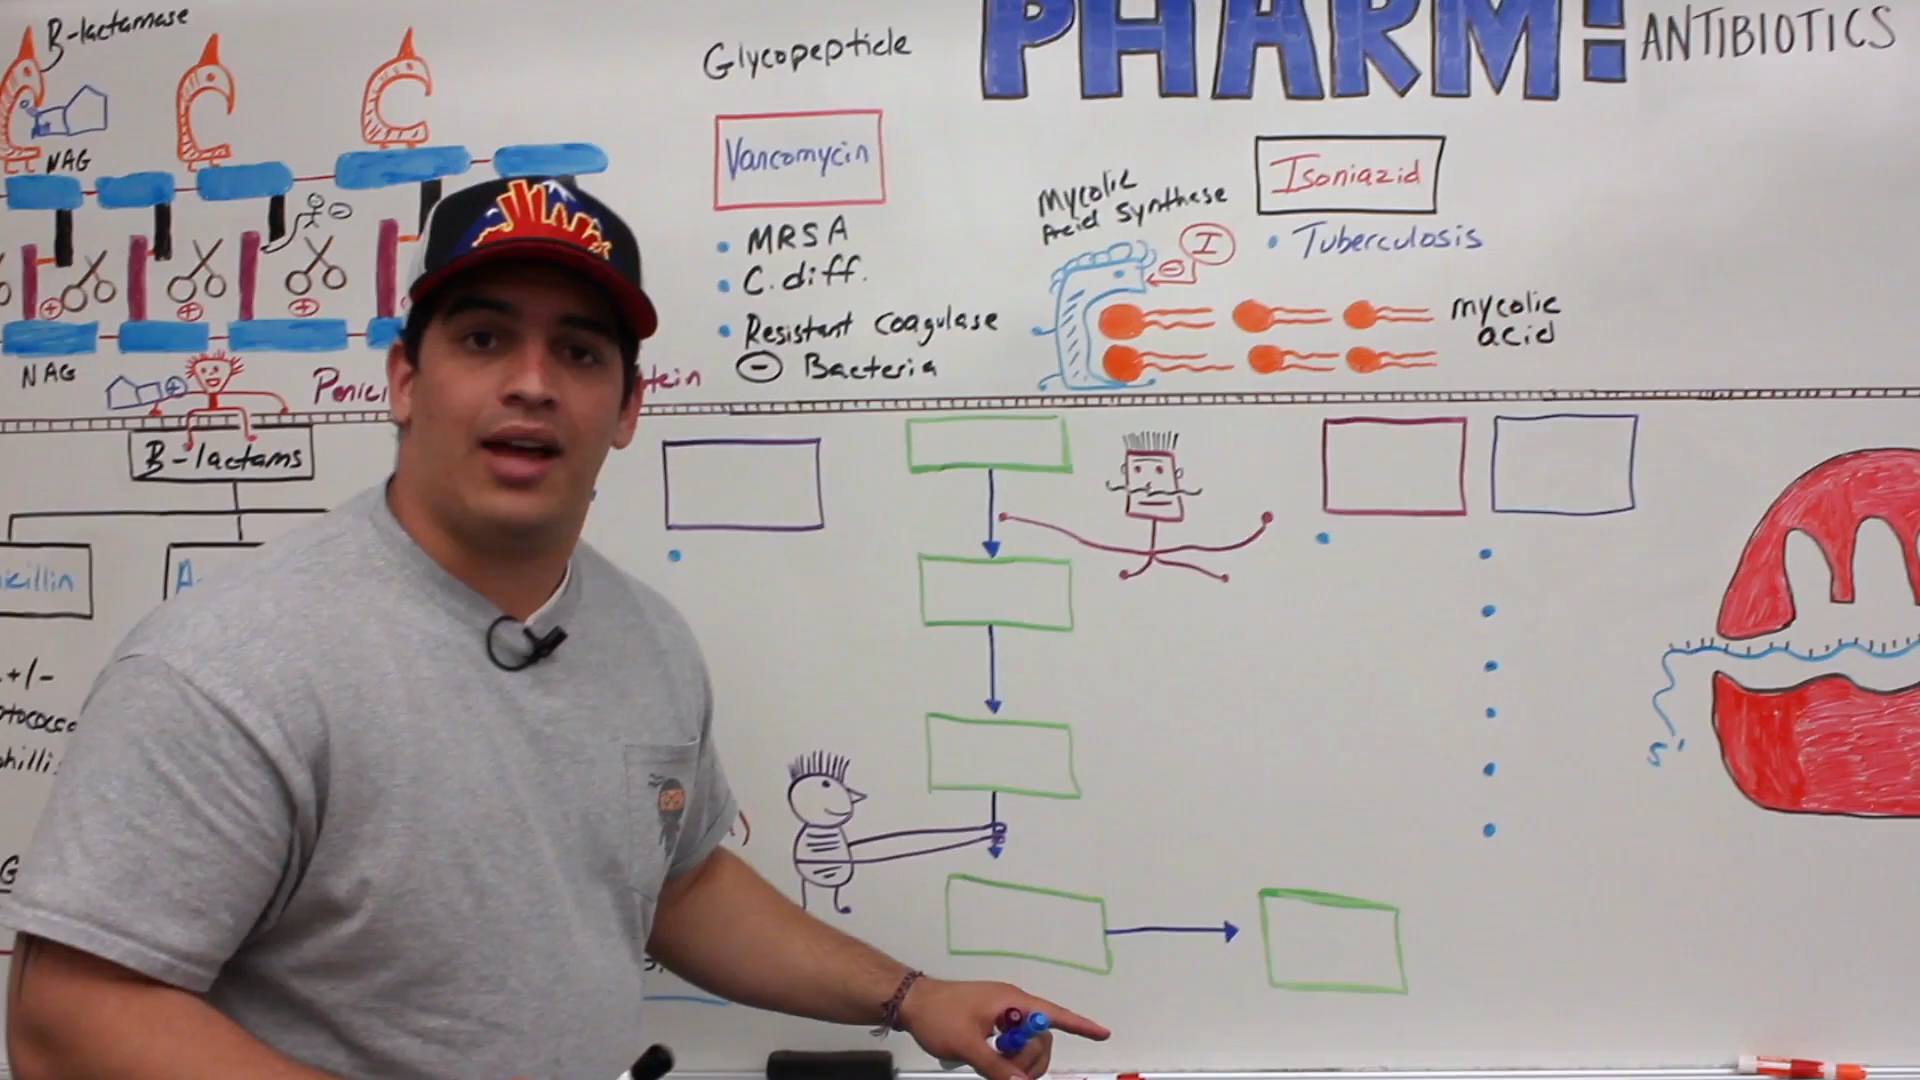 B-lactamase
Glycopeptide
PHARM:
ANTIBIOTICS
NAG
Vancomycin
Isoniazid
Mycolic
Acid Synthase
I
• Tuberculosis
• MRSA
• C. diff.
• Resistant Coagulase
⊖ Bacteria
mycolic
acid
NAG
B-lactams
+/-
G